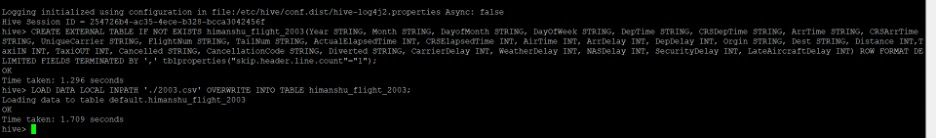 Logging initialized using configuration in file:/etc/hive/conf.dist/hive-log4j2.properties Async: false
Hive Session ID = 254726b4-ac35-4ece-b328-bcca3042456f
hive> CREATE EXTERNAL TABLE IF NOT EXISTS himanshu_flight_2003(Year STRING, Month STRING, DayofMonth STRING, DayOfWeek STRING, DepTime STRING, CRSDepTime STRING, ArrTime STRING, CRSArrTime
STRING, UniqueCarrier STRING, FlightNum STRING, TailNum STRING, ActualElapsedTime INT, CRSElapsedTime INT, AirTime INT, ArrDelay INT, DepDelay INT, Orgin STRING, Dest STRING, Distance INT,T
axiIN INT, TaxiOUT INT, Cancelled STRING, CancellationCode STRING, Diverted STRING, CarrierDelay INT, WeatherDelay INT, NASDelay INT, SecurityDelay INT, LateAircraftDelay INT) ROW FORMAT DE
LIMITED FIELDS TERMINATED BY ',' tblproperties("skip.header.line.count"="1");
OK
Time taken: 1.296 seconds
hive> LOAD DATA LOCAL INPATH './2003.csv' OVERWRITE INTO TABLE himanshu_flight_2003;
Loading data to table default.himanshu_flight_2003
OK
Time taken: 1.709 seconds
hive>